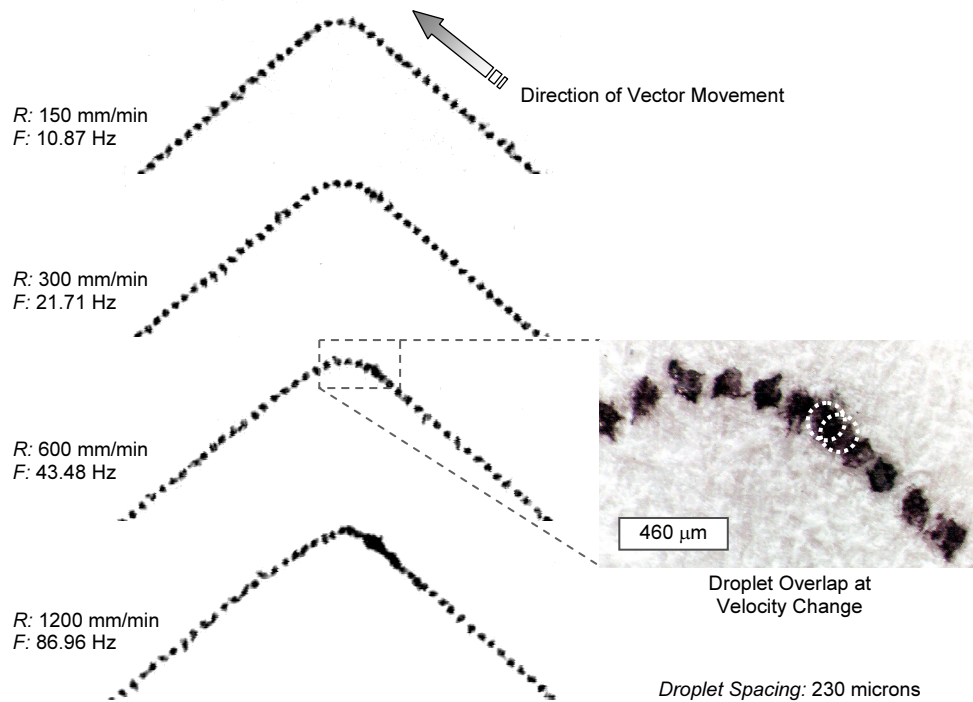 Direction of Vector Movement
R: 150 mm/min
F: 10.87 Hz
R: 300 mm/min
F: 21.71 Hz
R: 600 mm/min
F: 43.48 Hz
460 μm
Droplet Overlap at
Velocity Change
R: 1200 mm/min
F: 86.96 Hz
Droplet Spacing: 230 microns